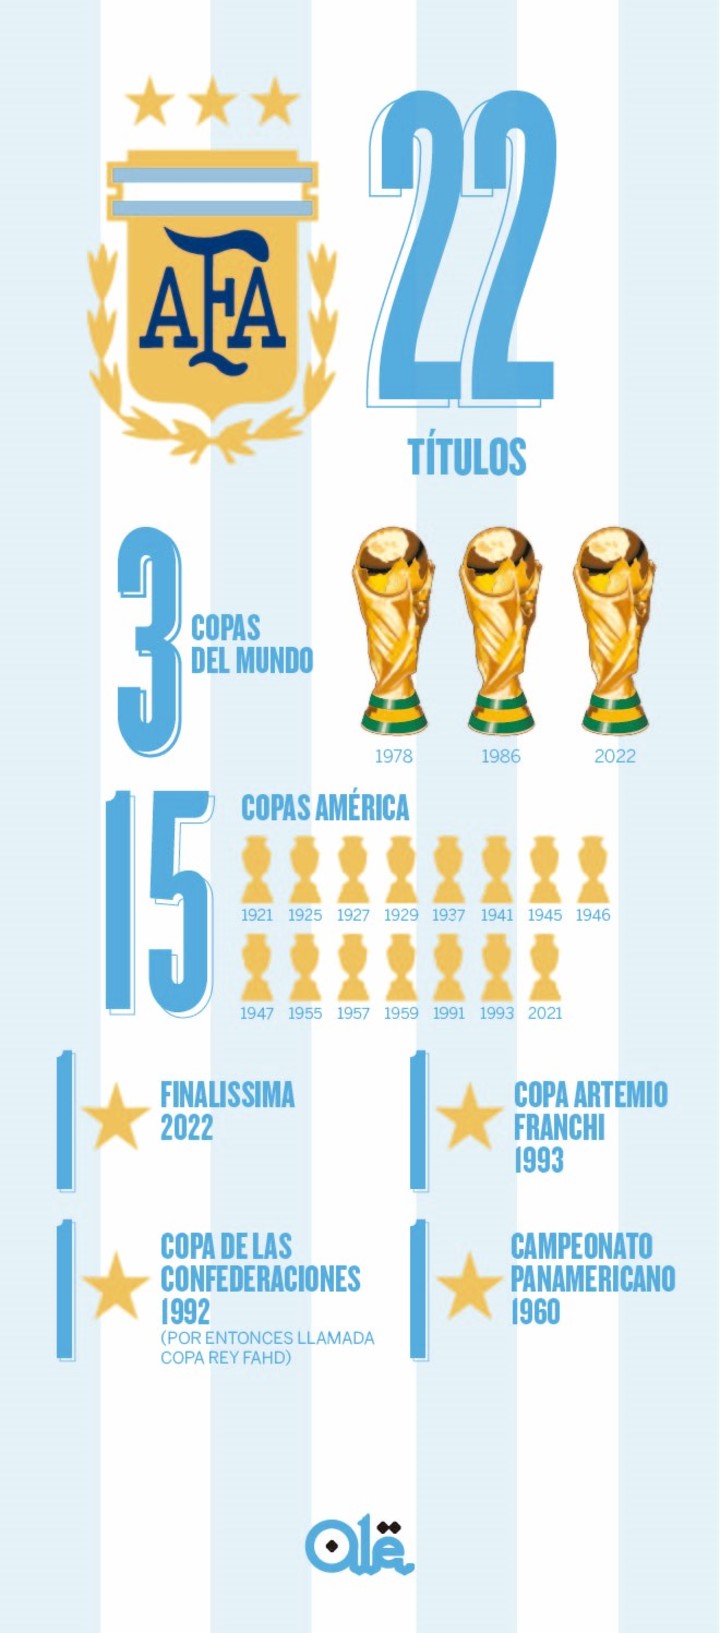 AFA
22
TÍTULOS
3
COPAS
DEL MUNDO
1978 1986 2022
15
COPAS AMÉRICA
1921 1925 1927 1929 1937 1941 1945 1946
1947 1955 1957 1959 1991 1993 2021
1
FINALISSIMA
2022
1
COPA ARTEMIO
FRANCHI
1993
1
COPA DE LAS
CONFEDERACIONES
1992
(POR ENTONCES LLAMADA
COPA REY FAHD)
1
CAMPEONATO
PANAMERICANO
1960
Olë